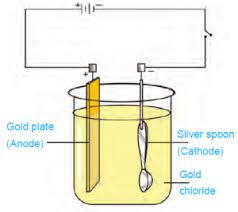 + −
+ −
Gold plate
(Anode)
Silver spoon
(Cathode)
Gold
chloride